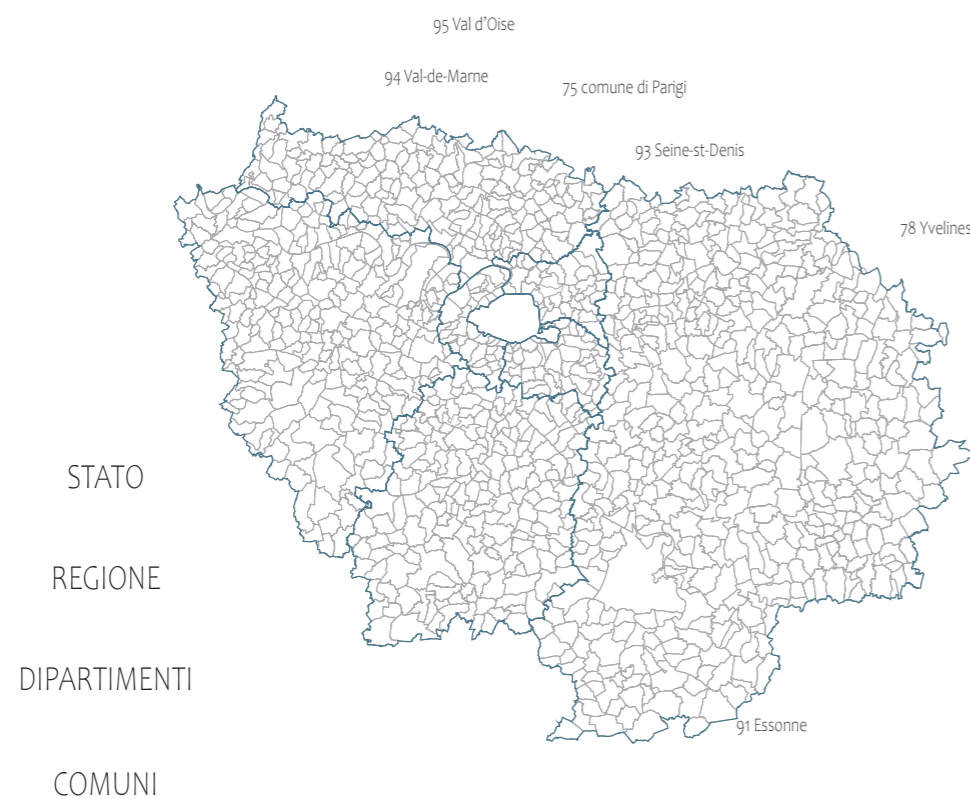 95 Val d’Oise
94 Val-de-Marne
75 comune di Parigi
93 Seine-st-Denis
78 Yvelines
STATO
REGIONE
DIPARTIMENTI
91 Essonne
COMUNI